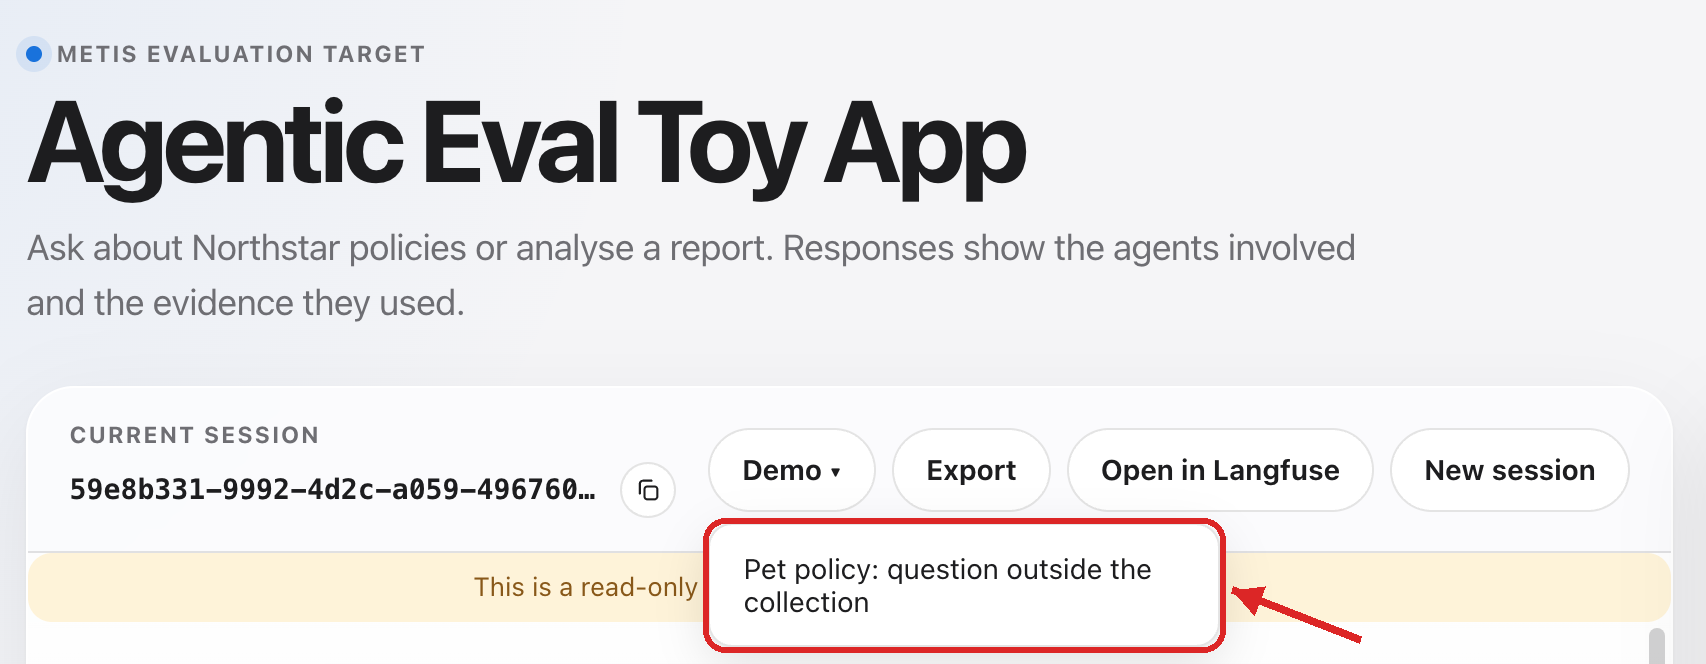 METIS EVALUATION TARGET
Agentic Eval Toy App
Ask about Northstar policies or analyse a report. Responses show the agents involved
and the evidence they used.
CURRENT SESSION
59e8b331-9992-4d2c-a059-496760…
Demo ▾
Export
Open in Langfuse
New session
This is a read-only
Pet policy: question outside the
collection